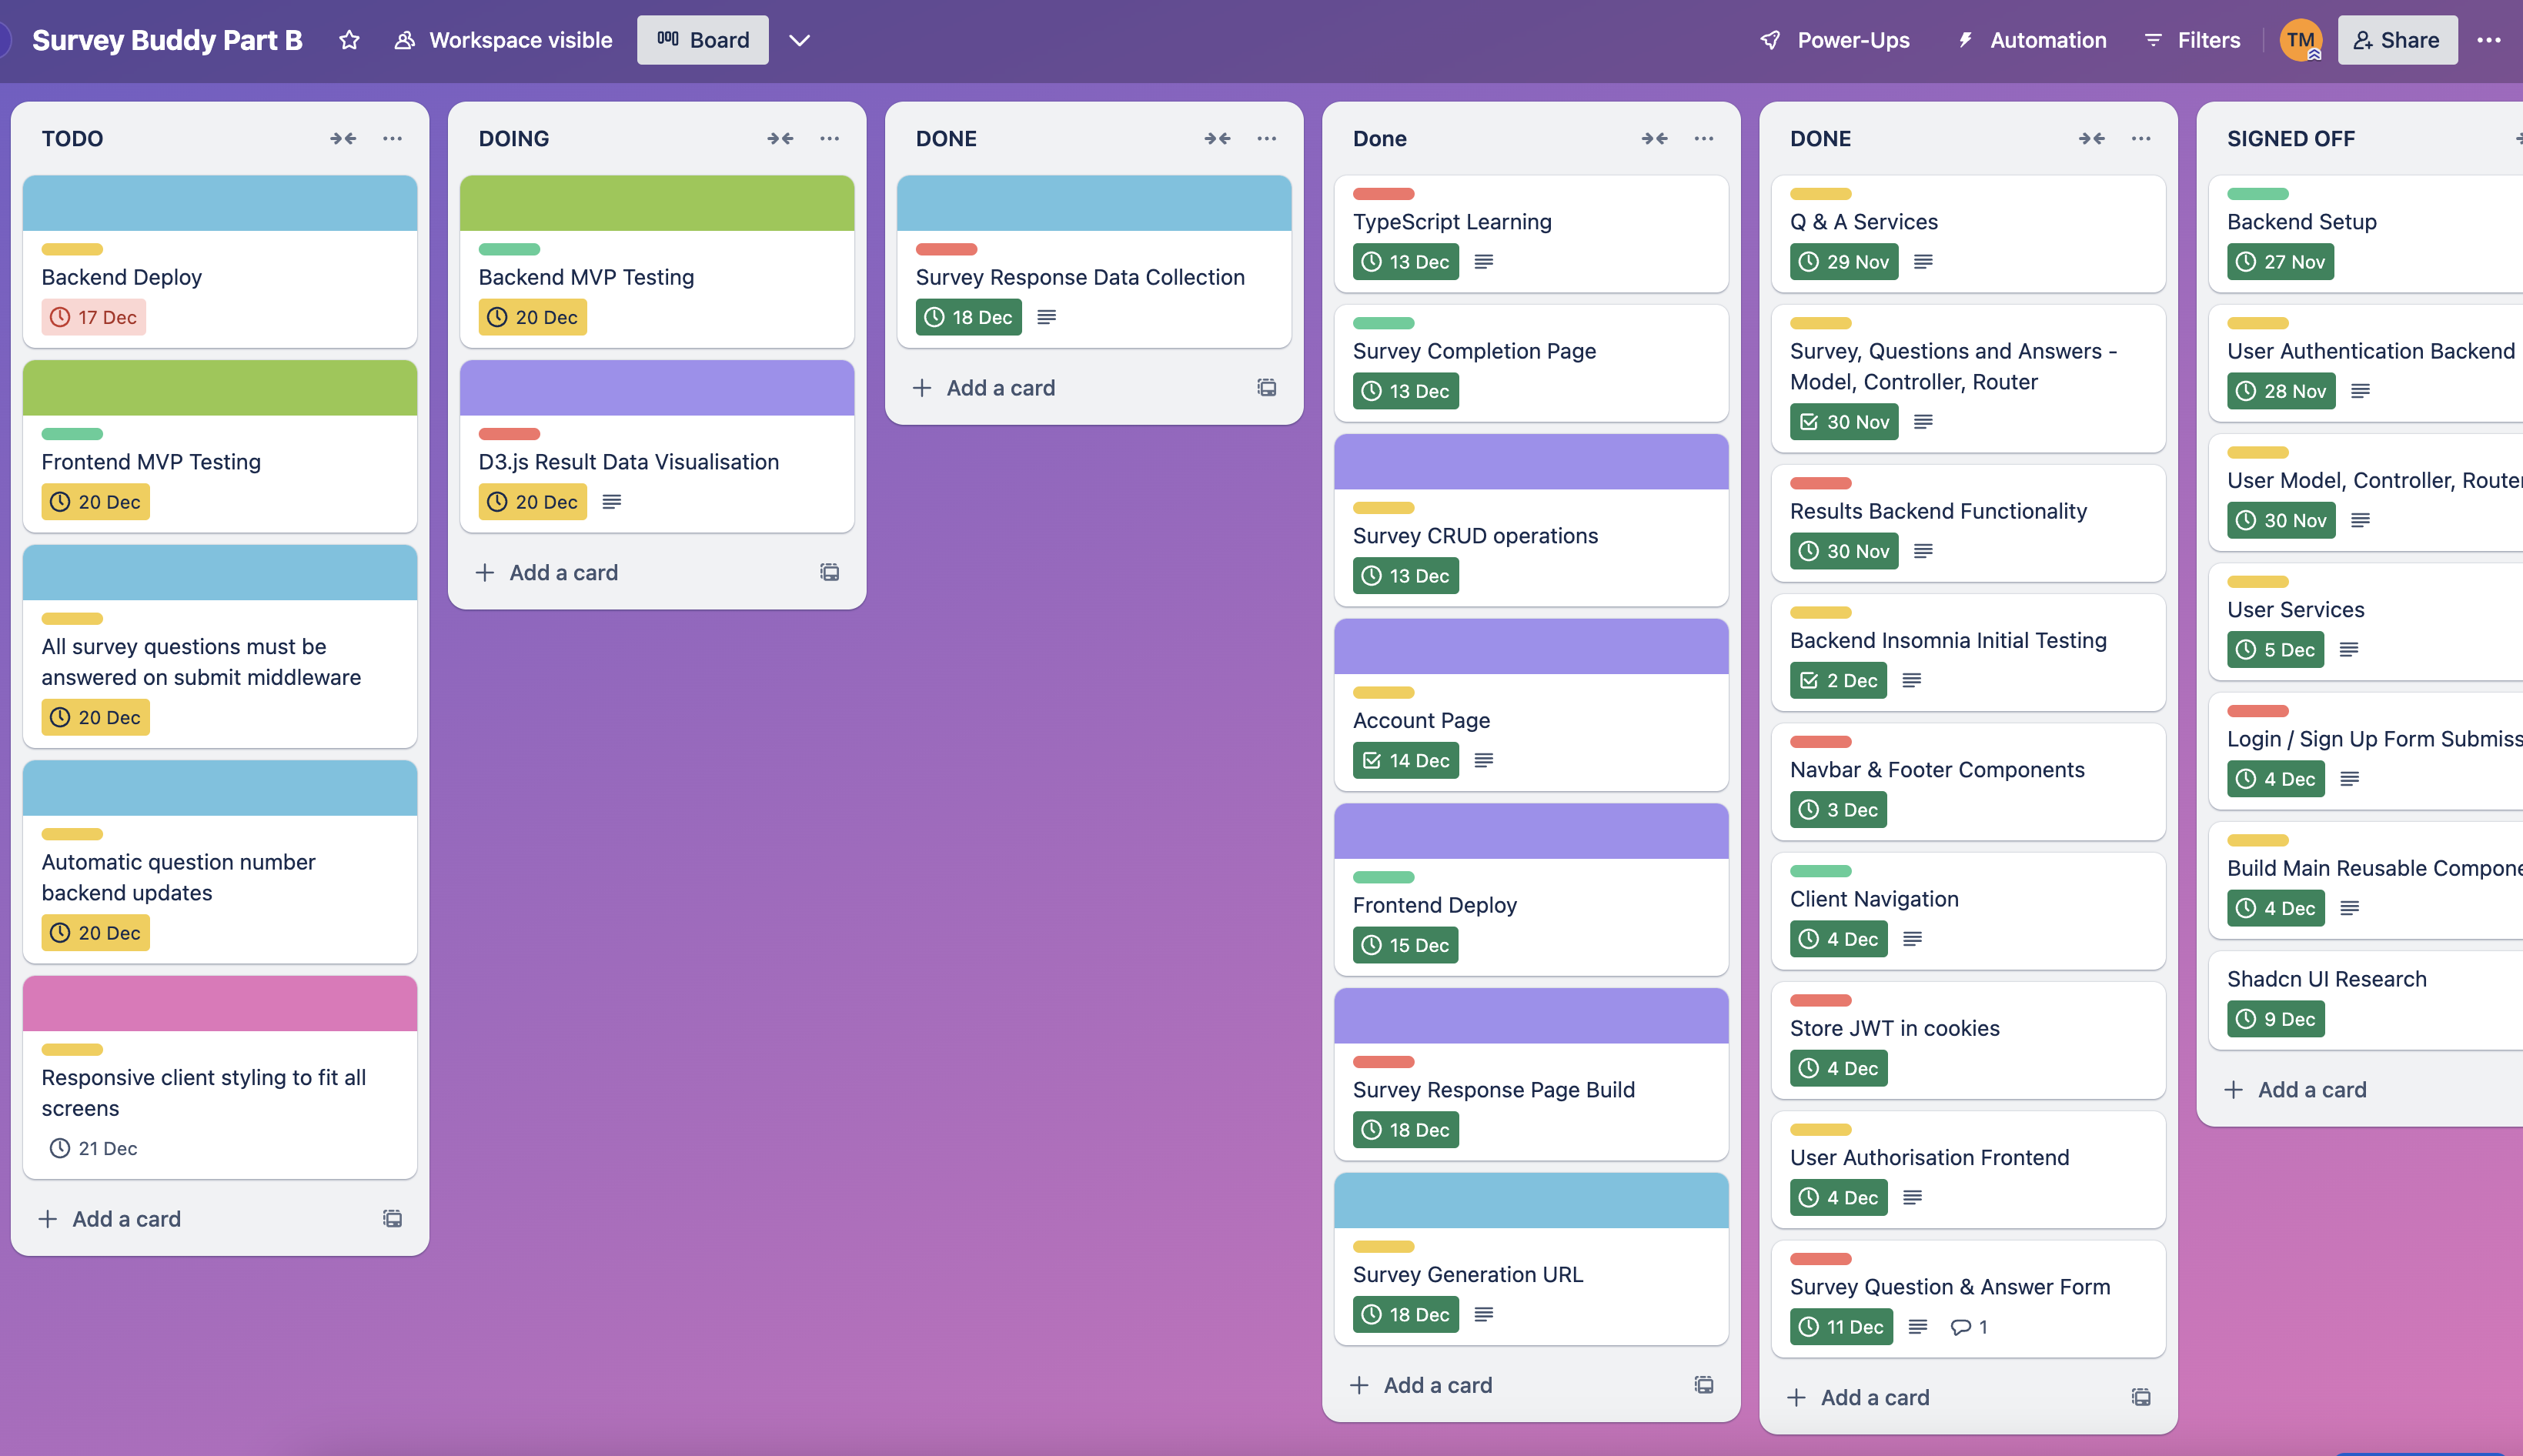 Survey Buddy Part B
Workspace visible
Board
Power-Ups
Automation
Filters
TM
Share
TODO
Backend Deploy
17 Dec
Frontend MVP Testing
20 Dec
All survey questions must be
answered on submit middleware
20 Dec
Automatic question number
backend updates
20 Dec
Responsive client styling to fit all
screens
21 Dec
Add a card
DOING
Backend MVP Testing
20 Dec
D3.js Result Data Visualisation
20 Dec
Add a card
DONE
Survey Response Data Collection
18 Dec
Add a card
Done
TypeScript Learning
13 Dec
Survey Completion Page
13 Dec
Survey CRUD operations
13 Dec
Account Page
14 Dec
Frontend Deploy
15 Dec
Survey Response Page Build
18 Dec
Survey Generation URL
18 Dec
Add a card
DONE
Q & A Services
29 Nov
Survey, Questions and Answers -
Model, Controller, Router
30 Nov
Results Backend Functionality
30 Nov
Backend Insomnia Initial Testing
2 Dec
Navbar & Footer Components
3 Dec
Client Navigation
4 Dec
Store JWT in cookies
4 Dec
User Authorisation Frontend
4 Dec
Survey Question & Answer Form
11 Dec
1
Add a card
SIGNED OFF
Backend Setup
27 Nov
User Authentication Backend
28 Nov
User Model, Controller, Router
30 Nov
User Services
5 Dec
Login / Sign Up Form Submiss
4 Dec
Build Main Reusable Compone
4 Dec
Shadcn UI Research
9 Dec
Add a card